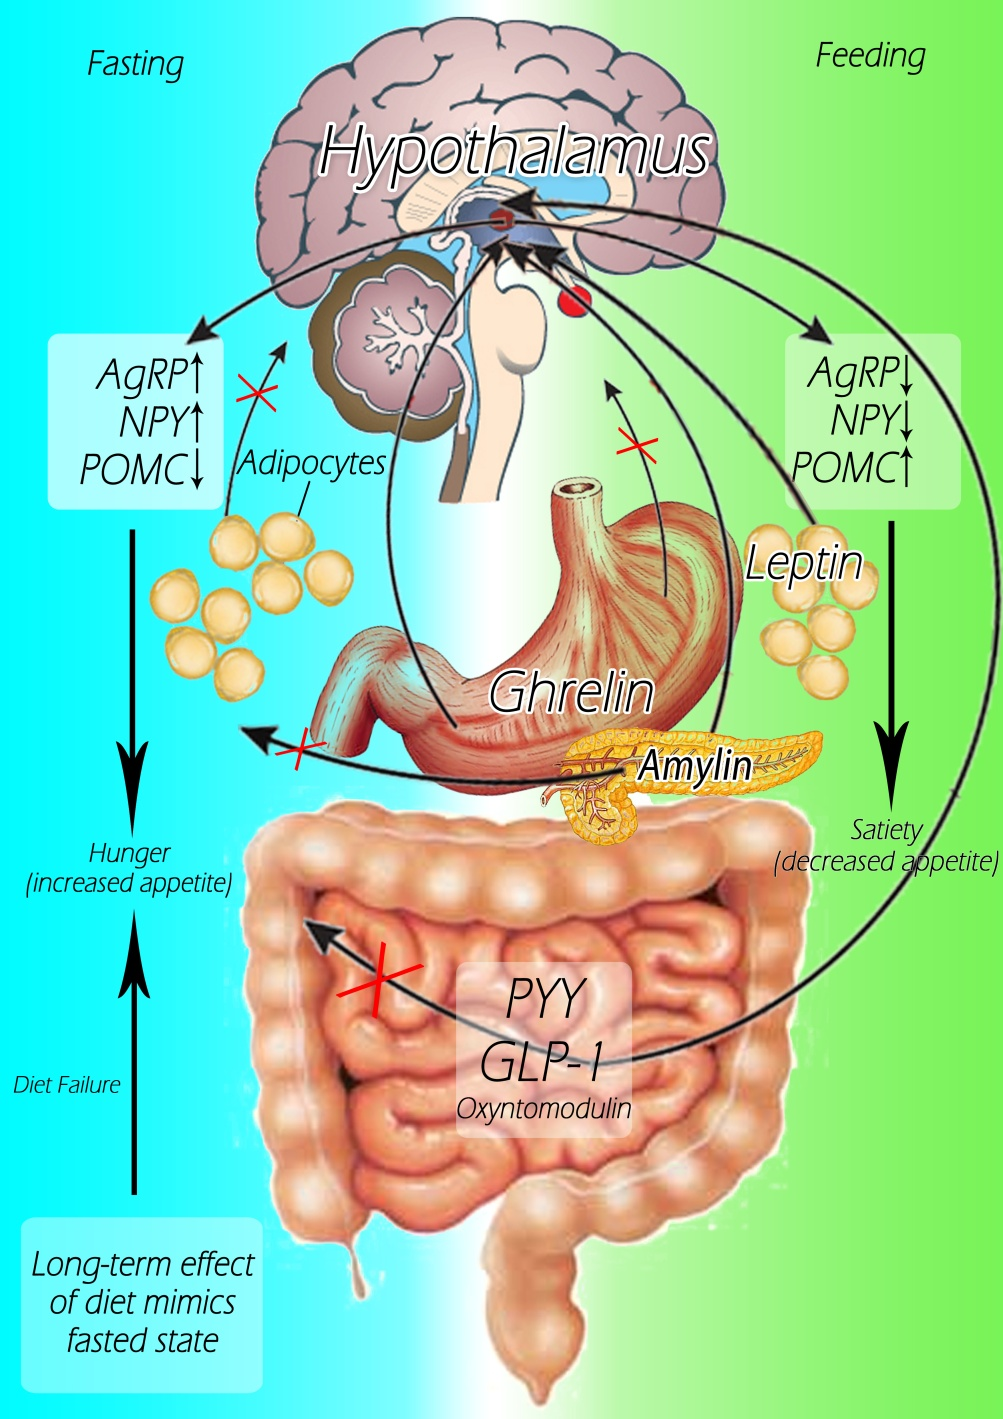 Fasting
Feeding
Hypothalamus
AgRP↑
NPY↑
POMC↓
AgRP↓
NPY↓
POMC↑
Adipocytes
Leptin
Ghrelin
Amylin
Hunger
(increased appetite)
Satiety
(decreased appetite)
PYY
GLP-1
Oxyntomodulin
Diet Failure
Long-term effect
of diet mimics
fasted state